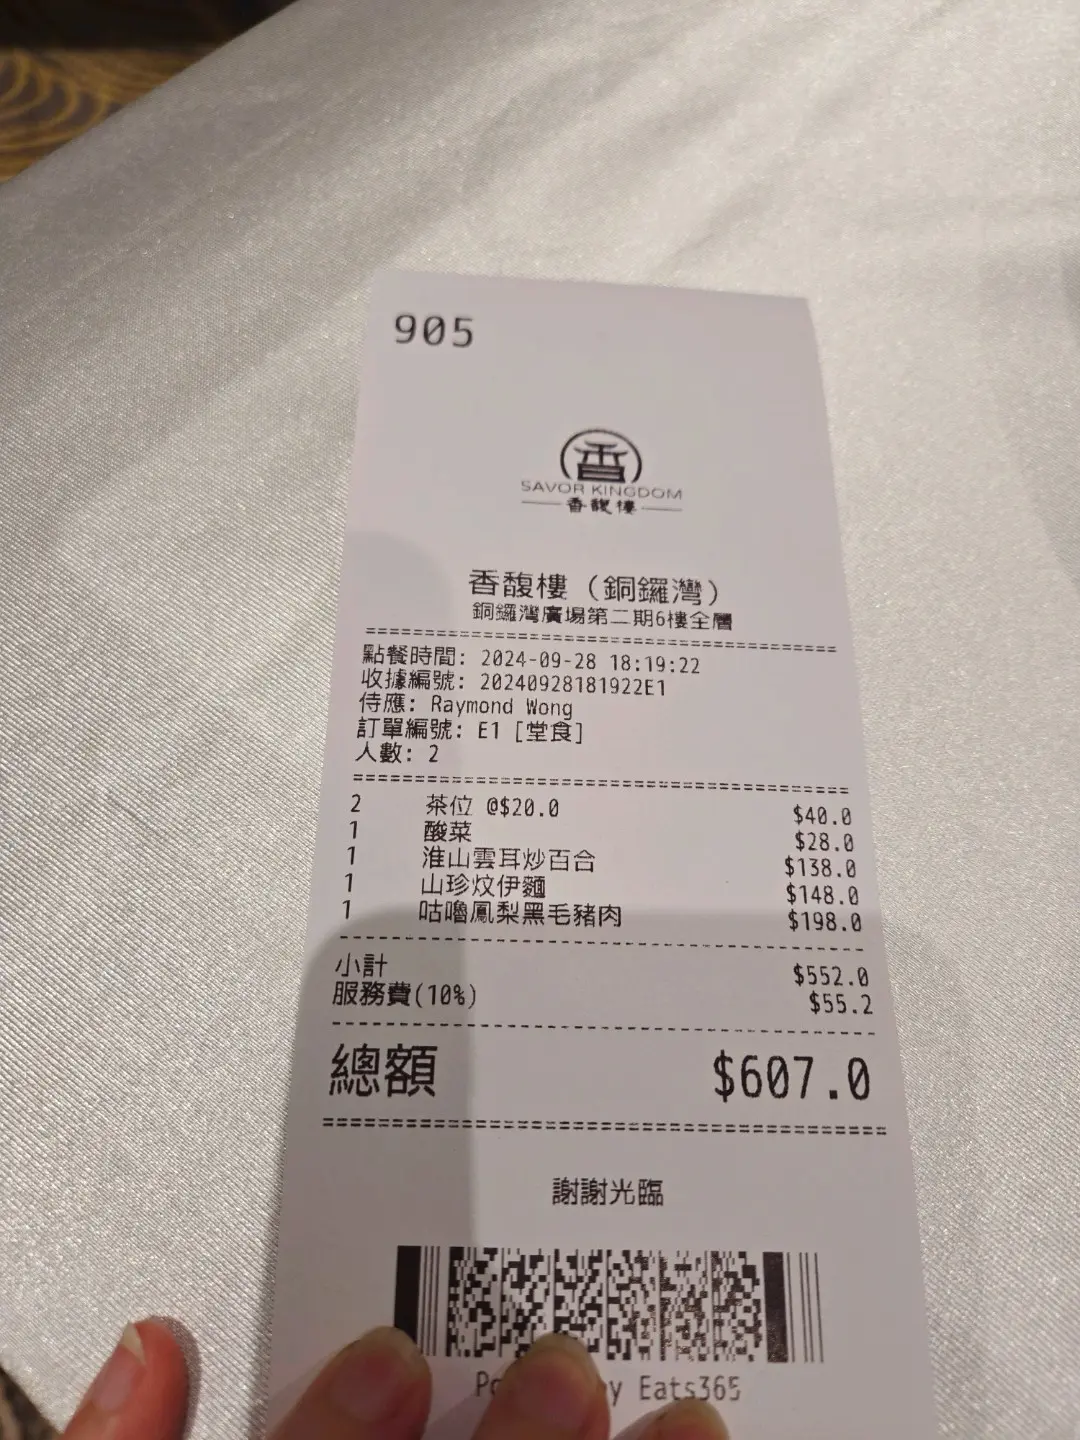 905
香
SAVOR KINGDOM
香馥樓
香馥樓（銅鑼灣）
銅鑼灣廣場第二期6樓全層
點餐時間: 2024-09-28 18:19:22
收據編號: 20240928181922E1
侍應: Raymond Wong
訂單編號: E1 [堂食]
人數: 2
2 茶位 @$20.0 $40.0
1 酸菜 $28.0
1 淮山雲耳炒百合 $138.0
1 山珍炆伊麵 $148.0
1 咕嚕鳳梨黑毛豬肉 $198.0
小計 $552.0
服務費(10%) $55.2
總額 $607.0
謝謝光臨
Eats365